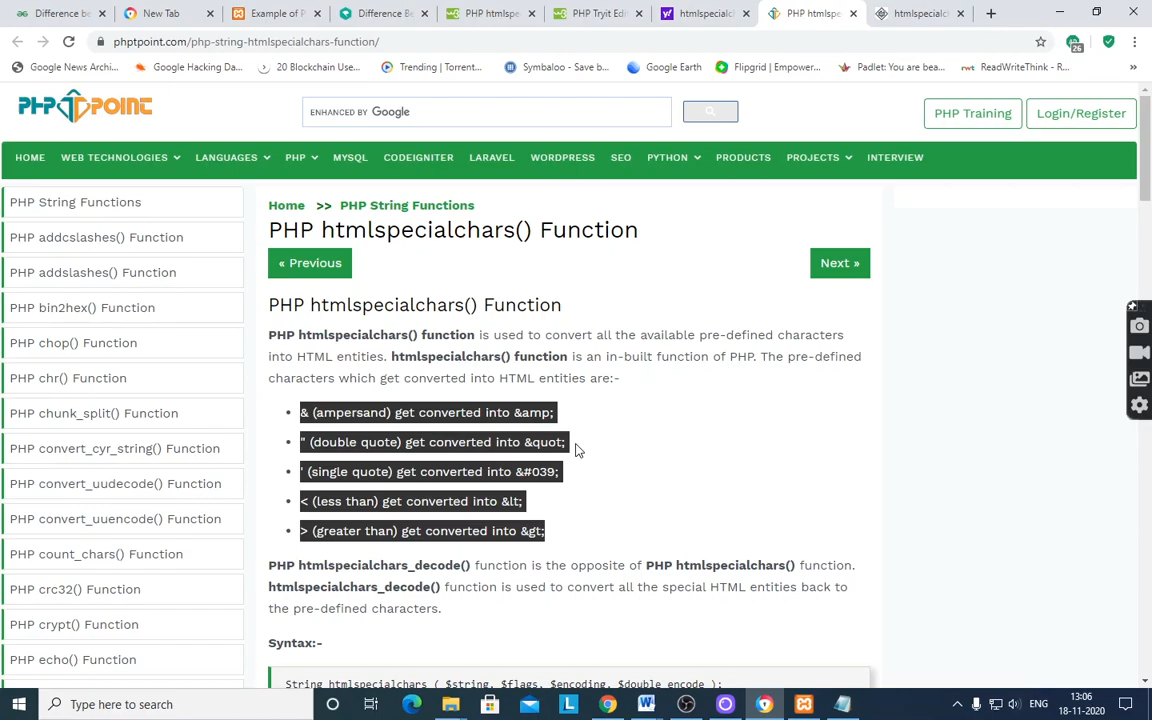 Difference be
New Tab
Example of P
Difference Be
PHP htmlspe
PHP Tryit Edi
htmlspecialc
PHP htmlspe
htmlspecialc
phptpoint.com/php-string-htmlspecialchars-function/
26
Google News Archi...
Google Hacking Da...
20 Blockchain Use...
Trending | Torrent...
Symbaloo - Save b...
Google Earth
Flipgrid | Empower...
Padlet: You are bea...
ReadWriteThink - R...
PHPTPOINT
ENHANCED BY Google
PHP Training
Login/Register
HOME
WEB TECHNOLOGIES
LANGUAGES
PHP
MYSQL
CODEIGNITER
LARAVEL
WORDPRESS
SEO
PYTHON
PRODUCTS
PROJECTS
INTERVIEW
PHP String Functions
PHP addcslashes() Function
PHP addslashes() Function
PHP bin2hex() Function
PHP chop() Function
PHP chr() Function
PHP chunk_split() Function
PHP convert_cyr_string() Function
PHP convert_uudecode() Function
PHP convert_uuencode() Function
PHP count_chars() Function
PHP crc32() Function
PHP crypt() Function
PHP echo() Function
Home >> PHP String Functions
PHP htmlspecialchars() Function
« Previous
Next »
PHP htmlspecialchars() Function
PHP htmlspecialchars() function is used to convert all the available pre-defined characters
into HTML entities. htmlspecialchars() function is an in-built function of PHP. The pre-defined
characters which get converted into HTML entities are:-
• & (ampersand) get converted into &amp;
• " (double quote) get converted into &quot;
• ' (single quote) get converted into &#039;
• < (less than) get converted into &lt;
• > (greater than) get converted into &gt;
PHP htmlspecialchars_decode() function is the opposite of PHP htmlspecialchars() function.
htmlspecialchars_decode() function is used to convert all the special HTML entities back to
the pre-defined characters.
Syntax:-
String htmlspecialchars ( $string, $flags, $encoding, $double_encode );
Type here to search
ENG
13:06
18-11-2020